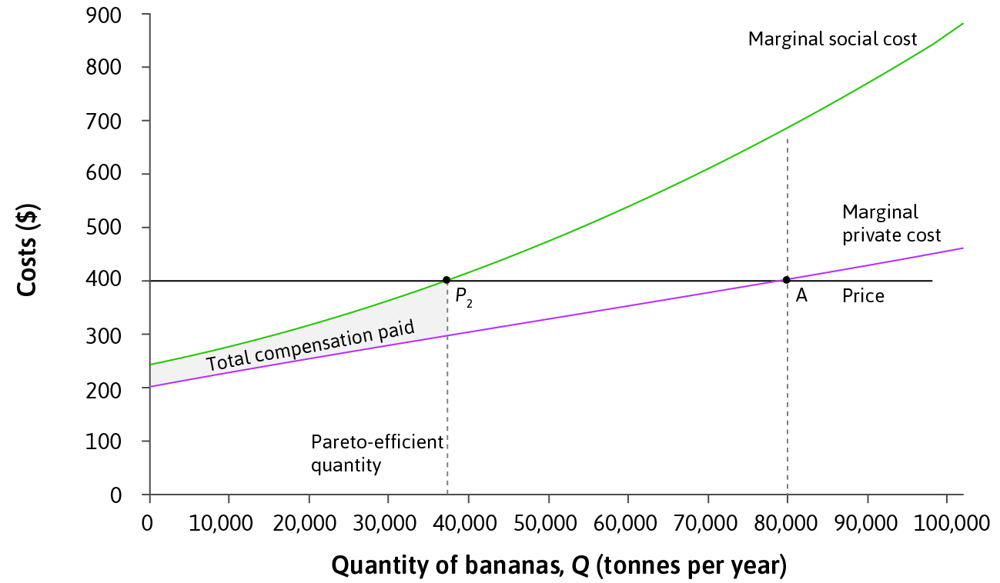 900
800
700
600
500
400
300
200
100
0
Costs ($)
Marginal social cost
Marginal
private cost
Price
A
P2
Total compensation paid
Pareto-efficient
quantity
0 10,000 20,000 30,000 40,000 50,000 60,000 70,000 80,000 90,000 100,000
Quantity of bananas, Q (tonnes per year)